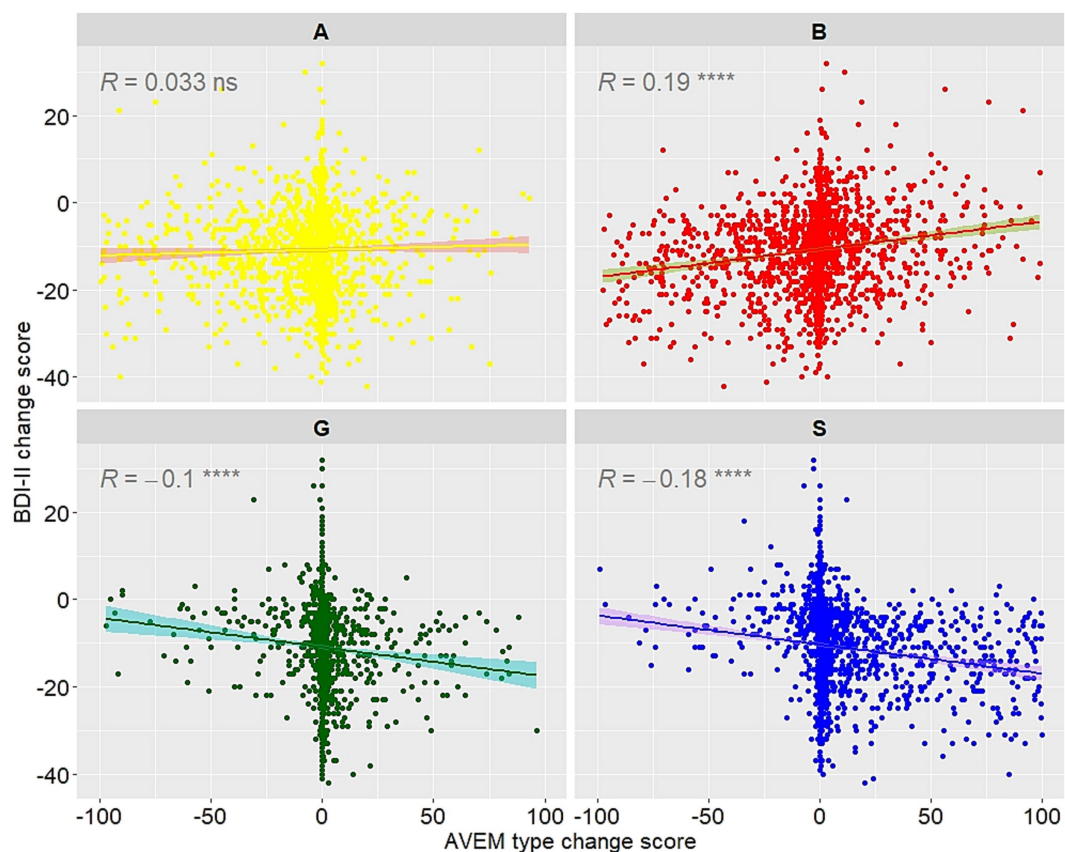 A
B
R = 0.033 ns
R = 0.19 ****
20
0
-20
-40
BDI-II change score
G
S
R = −0.1 ****
R = −0.18 ****
20
0
-20
-40
-100 -50 0 50 100
-100 -50 0 50 100
AVEM type change score